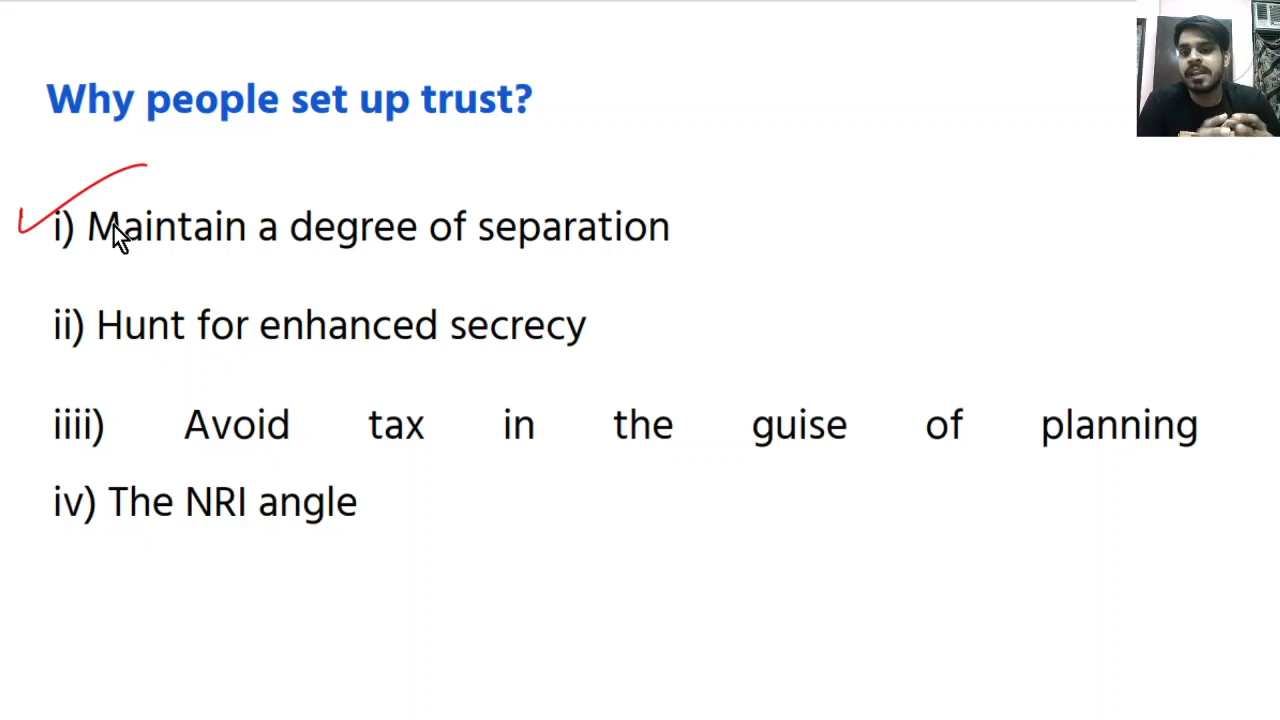 Why people set up trust?
i) Maintain a degree of separation
ii) Hunt for enhanced secrecy
iiii) Avoid tax in the guise of planning
iv) The NRI angle